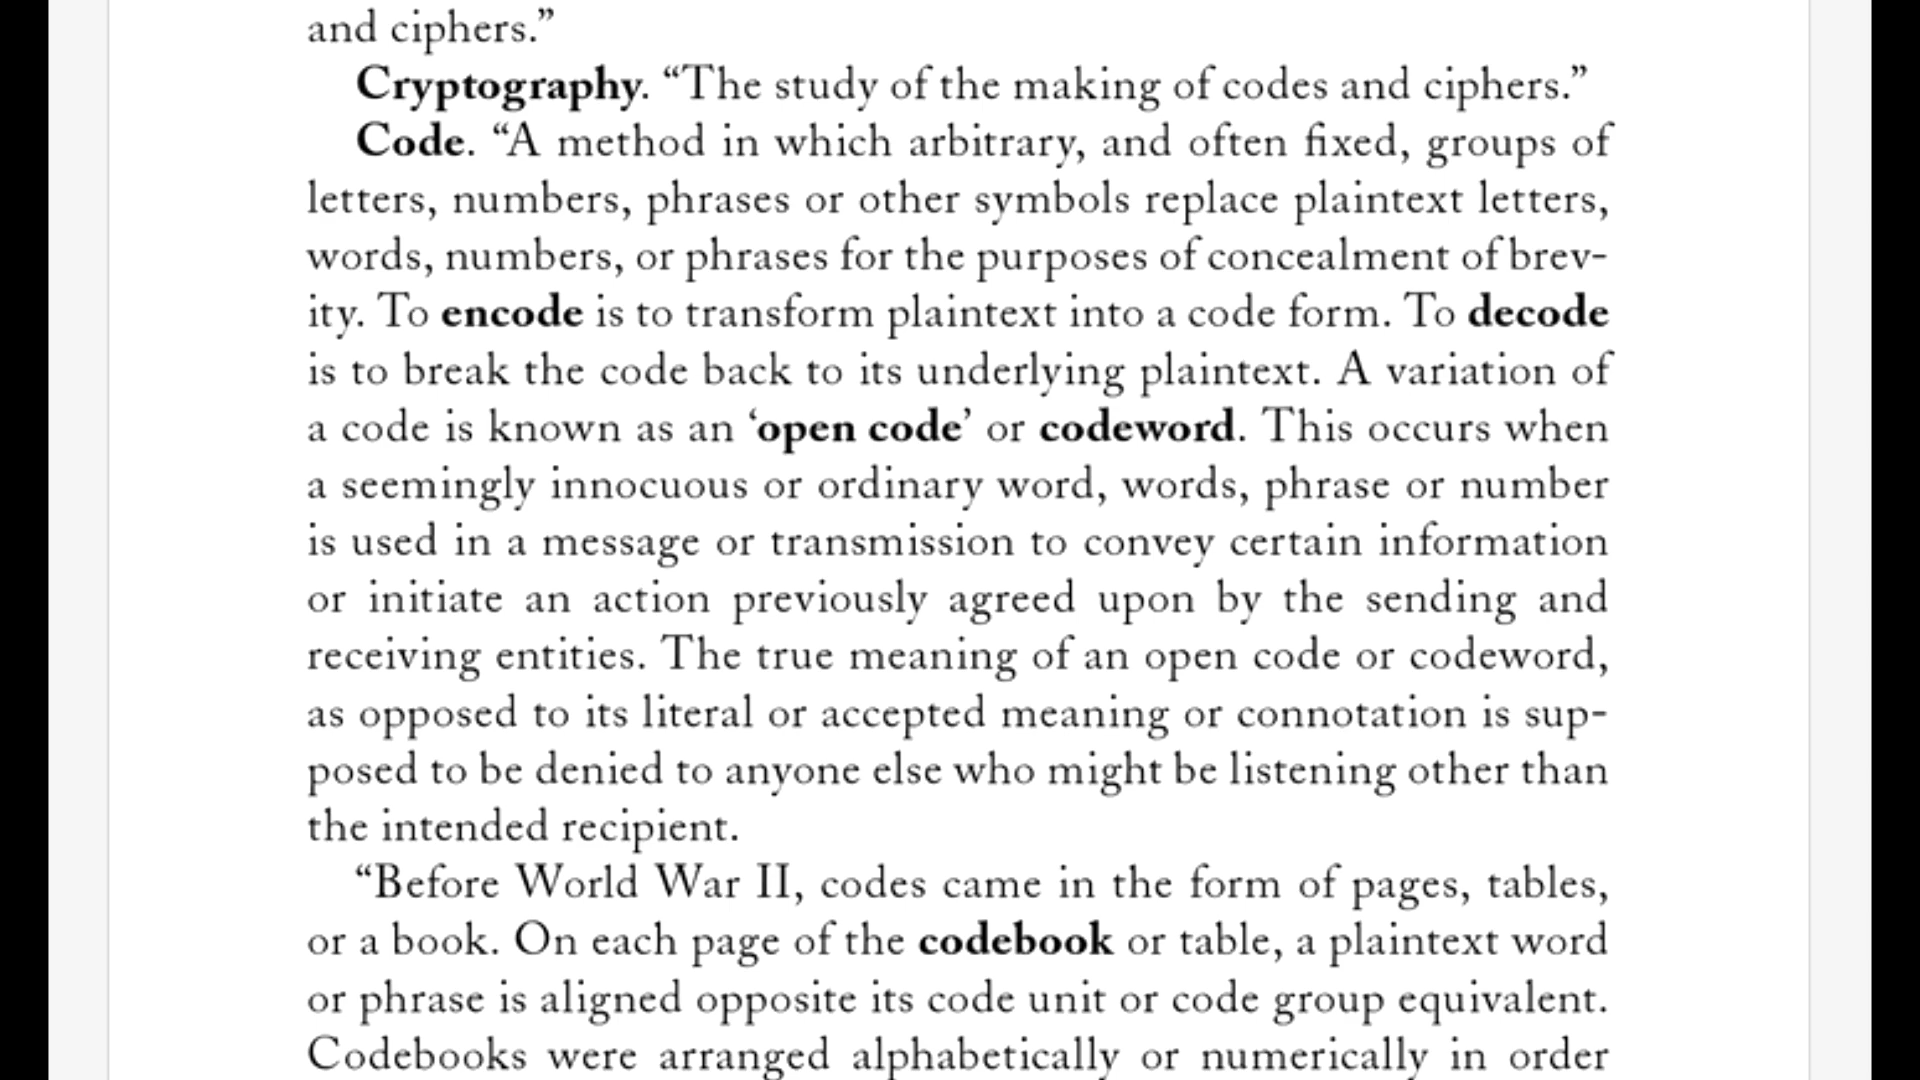 and ciphers.”
Cryptography. “The study of the making of codes and ciphers.”
Code. “A method in which arbitrary, and often fixed, groups of
letters, numbers, phrases or other symbols replace plaintext letters,
words, numbers, or phrases for the purposes of concealment of brev-
ity. To encode is to transform plaintext into a code form. To decode
is to break the code back to its underlying plaintext. A variation of
a code is known as an ‘open code’ or codeword. This occurs when
a seemingly innocuous or ordinary word, words, phrase or number
is used in a message or transmission to convey certain information
or initiate an action previously agreed upon by the sending and
receiving entities. The true meaning of an open code or codeword,
as opposed to its literal or accepted meaning or connotation is sup-
posed to be denied to anyone else who might be listening other than
the intended recipient.
“Before World War II, codes came in the form of pages, tables,
or a book. On each page of the codebook or table, a plaintext word
or phrase is aligned opposite its code unit or code group equivalent.
Codebooks were arranged alphabetically or numerically in order